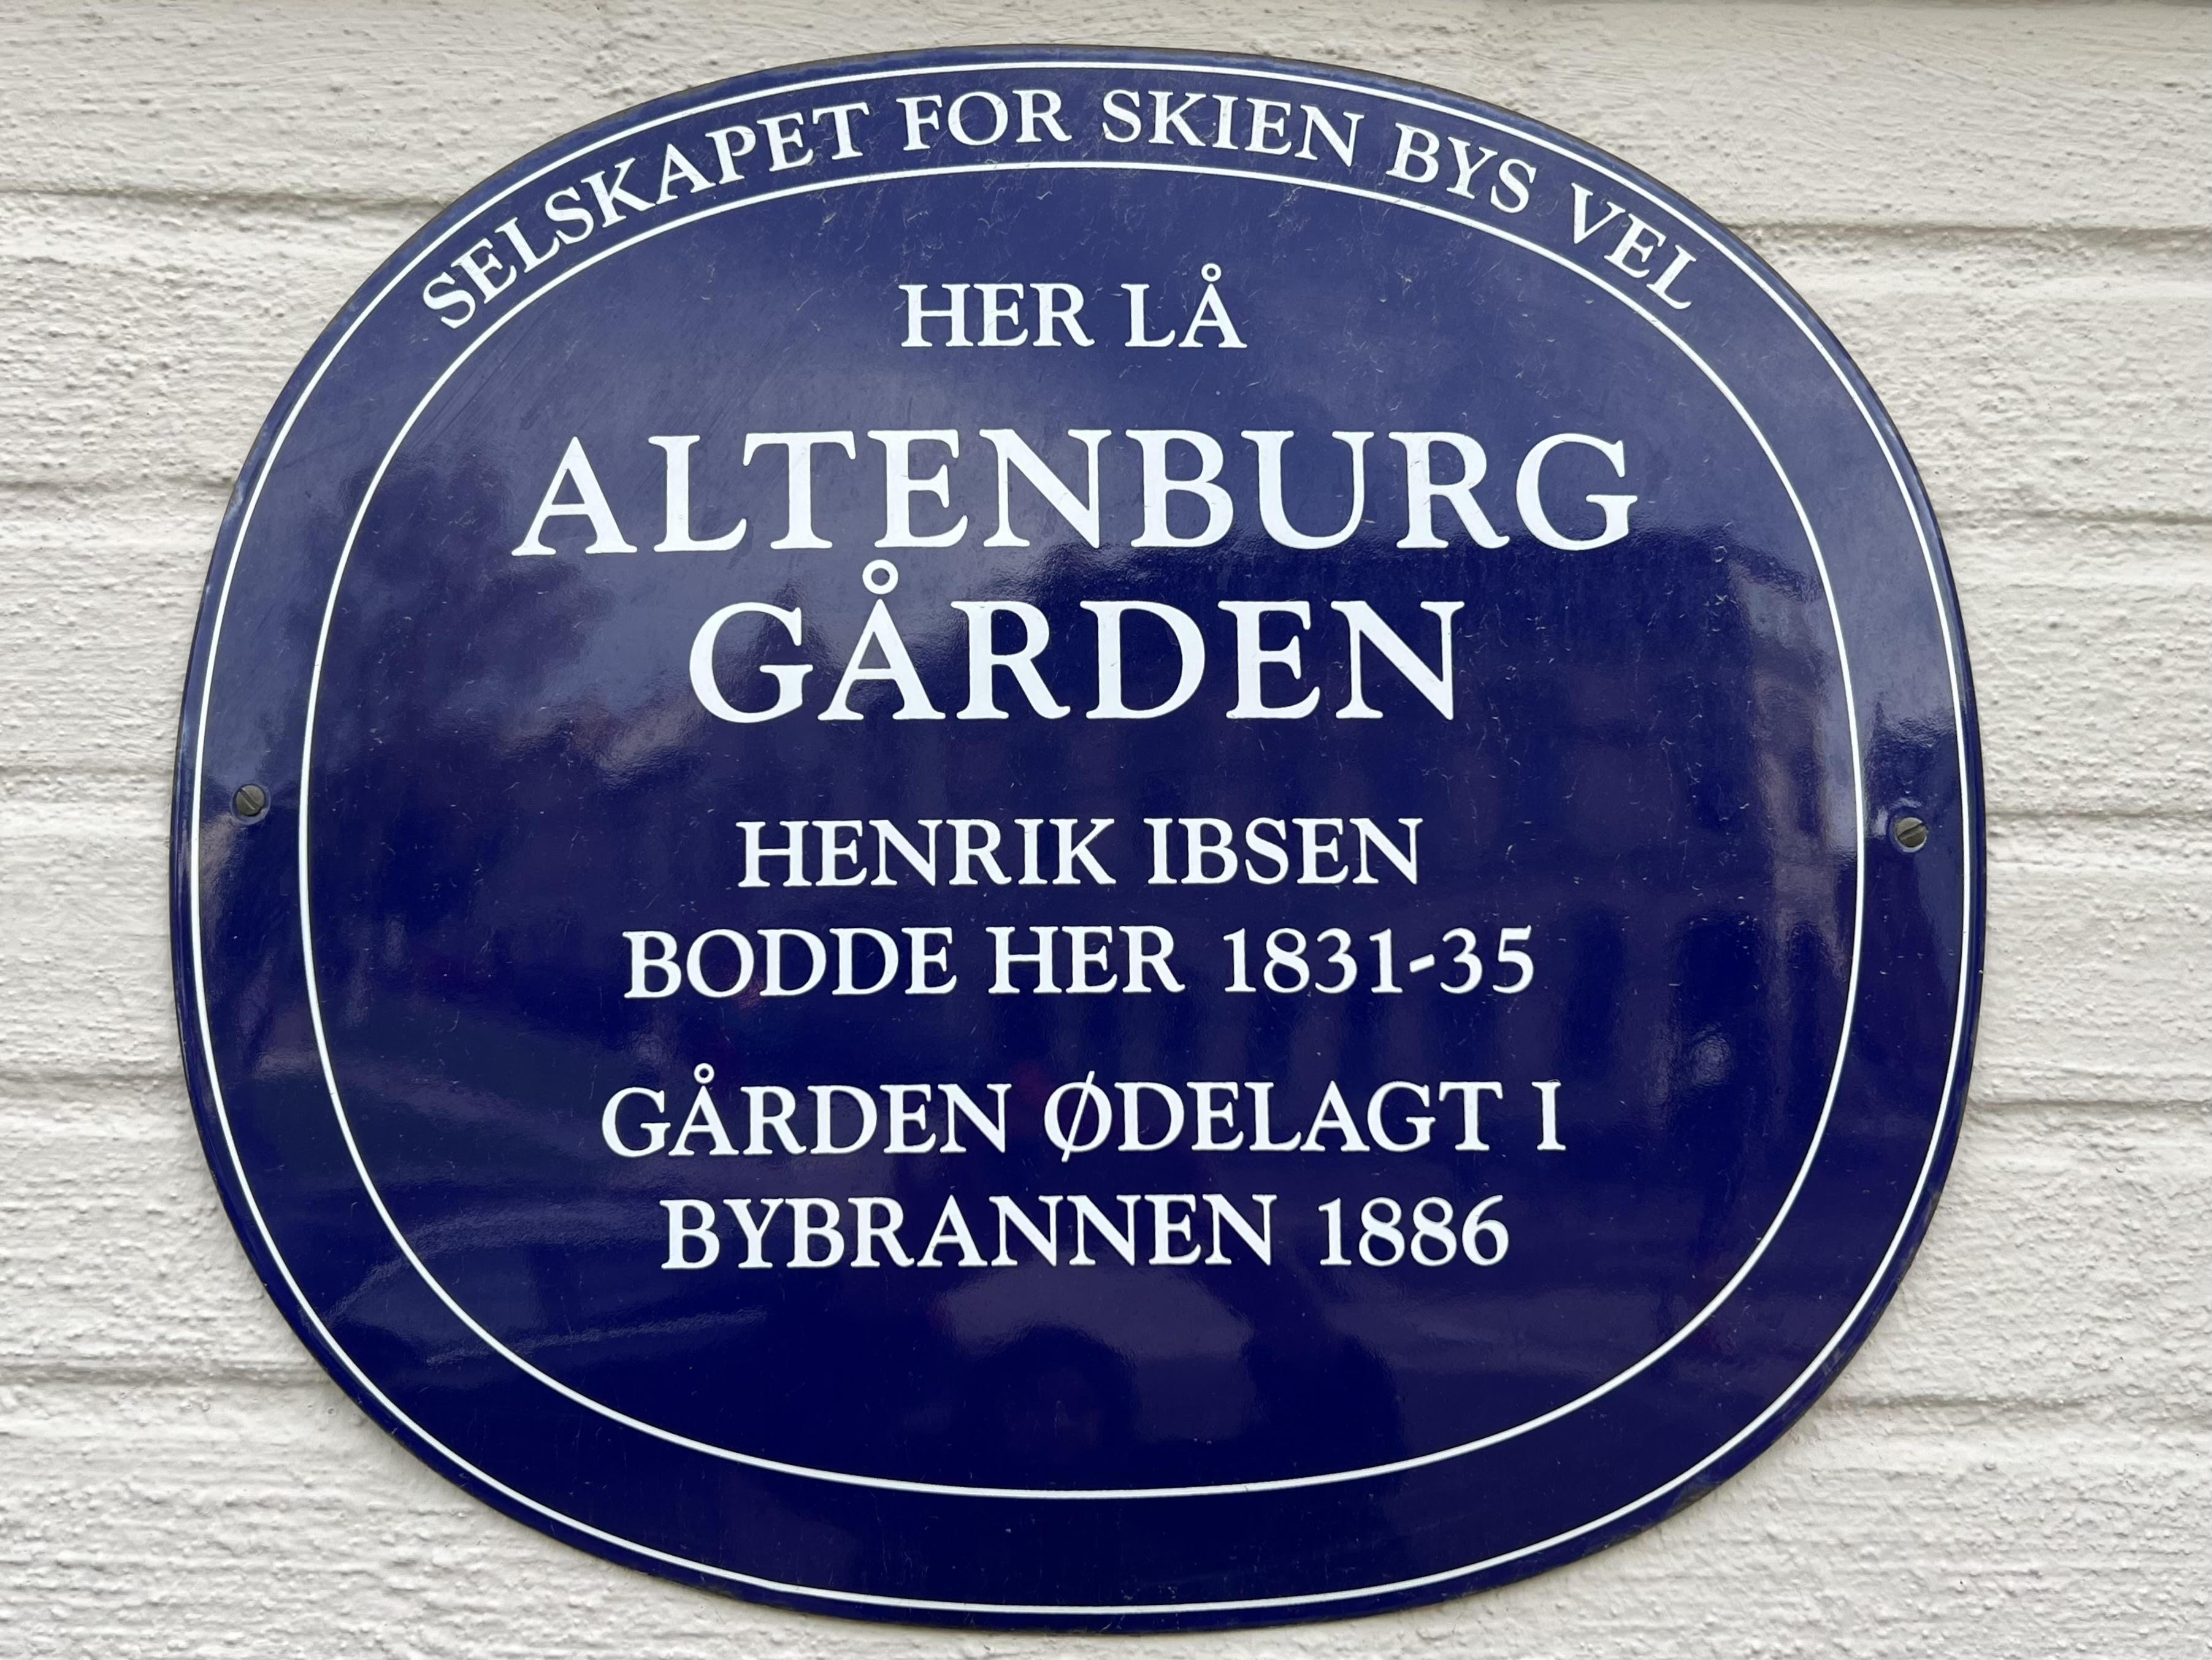 SELSKAPET FOR SKIEN BYS VEL
HER LÅ
ALTENBURG
GÅRDEN
HENRIK IBSEN
BODDE HER 1831-35
GÅRDEN ØDELAGT I
BYBRANNEN 1886